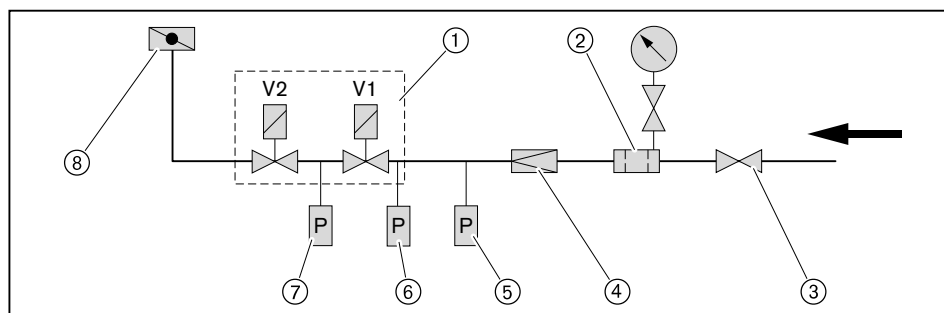 ① ②
V2 V1
⑧
P P P
⑦ ⑥ ⑤ ④ ③